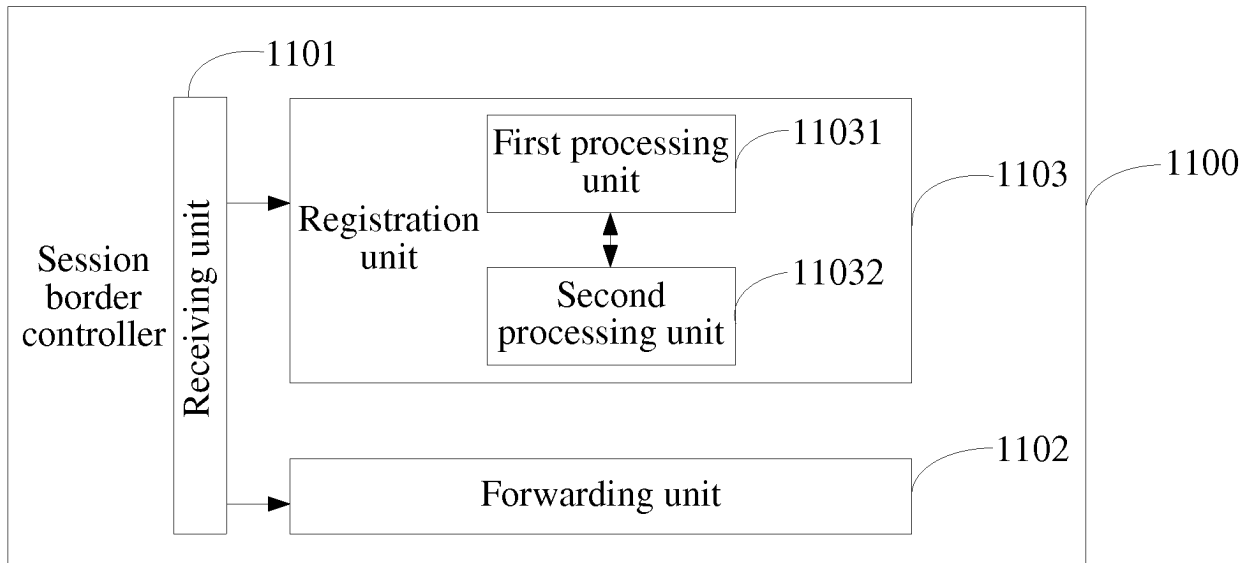 1101
First processing
unit
11031
1103
1100
Registration
unit
Session
border
controller
Receiving unit
11032
Second
processing unit
1102
Forwarding unit